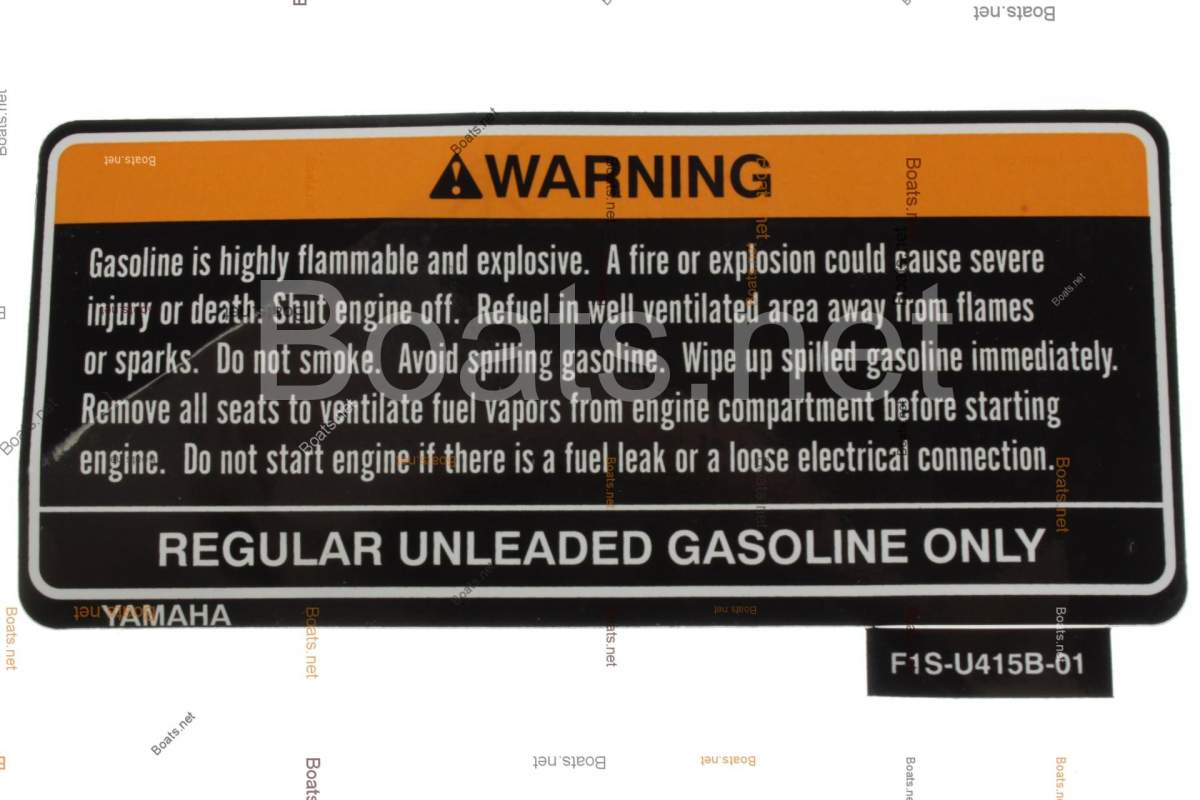 WARNING
Gasoline is highly flammable and explosive. A fire or explosion could cause severe
injury or death. Shut engine off. Refuel in well ventilated area away from flames
or sparks. Do not smoke. Avoid spilling gasoline. Wipe up spilled gasoline immediately.
Remove all seats to ventilate fuel vapors from engine compartment before starting
engine. Do not start engine if there is a fuel leak or a loose electrical connection.
REGULAR UNLEADED GASOLINE ONLY
YAMAHA
F1S-U415B-01
Boats.net